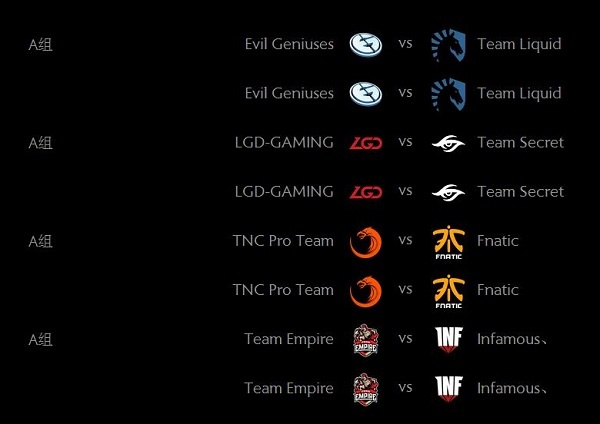 A组 Evil Geniuses vs Team Liquid
Evil Geniuses vs Team Liquid
A组 LGD-GAMING LGD vs Team Secret
LGD-GAMING LGD vs Team Secret
A组 TNC Pro Team vs FNATIC Fnatic
TNC Pro Team vs FNATIC Fnatic
A组 Team Empire EMPIRE vs INF Infamous、
Team Empire EMPIRE vs INF Infamous、